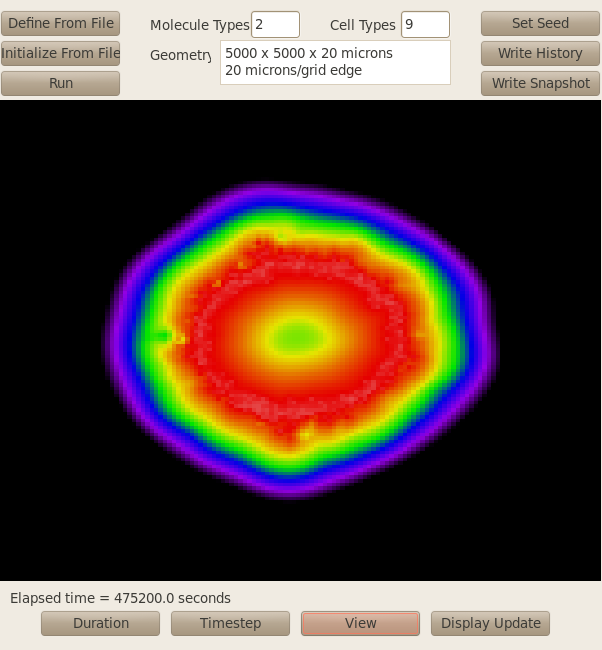 Define From File
Molecule Types 2
Cell Types 9
Set Seed
Initialize From File
Geometry
5000 x 5000 x 20 microns
20 microns/grid edge
Write History
Run
Write Snapshot
Elapsed time = 475200.0 seconds
Duration
Timestep
View
Display Update